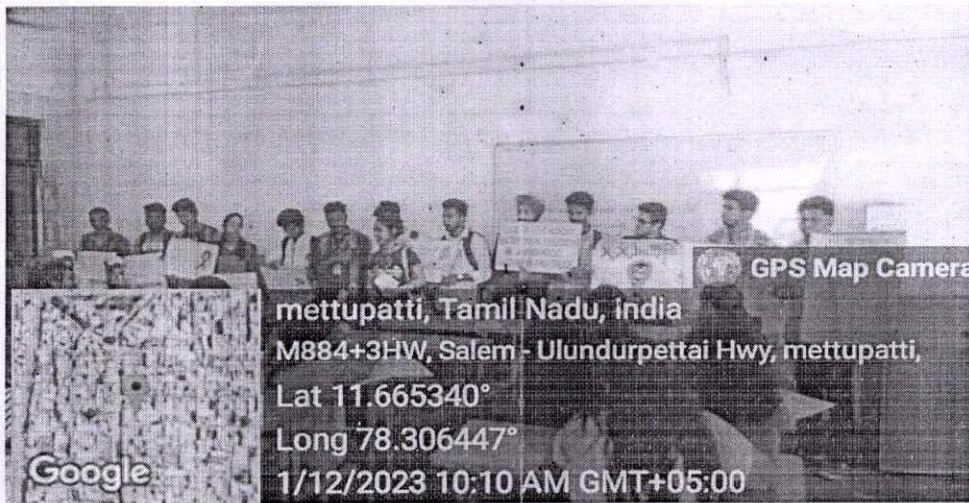 GPS Map Camera
mettupatti, Tamil Nadu, India
M884+3HW, Salem - Ulundurpettai Hwy, mettupatti,
Lat 11.665340°
Long 78.306447°
1/12/2023 10:10 AM GMT+05:00
Google